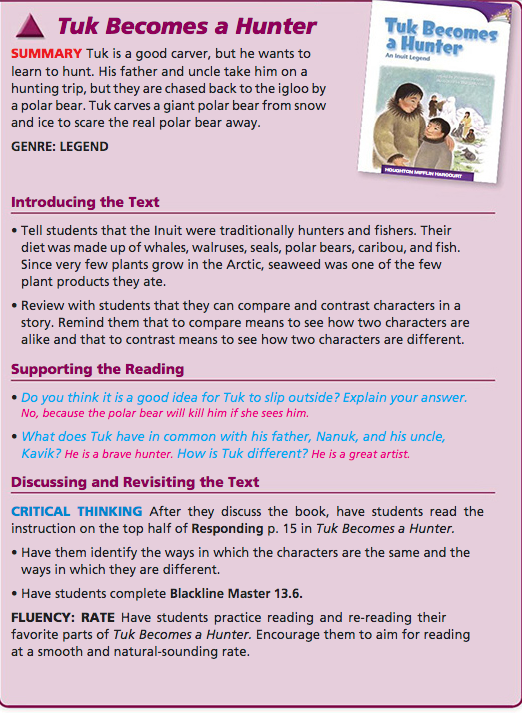 Tuk Becomes a Hunter
SUMMARY Tuk is a good carver, but he wants to
learn to hunt. His father and uncle take him on a
hunting trip, but they are chased back to the igloo by
a polar bear. Tuk carves a giant polar bear from snow
and ice to scare the real polar bear away.
GENRE: LEGEND
Tuk Becomes
a Hunter
An Inuit Legend
HOUGHTON MIFFLIN HARCOURT
Introducing the Text
• Tell students that the Inuit were traditionally hunters and fishers. Their
diet was made up of whales, walruses, seals, polar bears, caribou, and fish.
Since very few plants grow in the Arctic, seaweed was one of the few
plant products they ate.
• Review with students that they can compare and contrast characters in a
story. Remind them that to compare means to see how two characters are
alike and that to contrast means to see how two characters are different.
Supporting the Reading
• Do you think it is a good idea for Tuk to slip outside? Explain your answer.
No, because the polar bear will kill him if she sees him.
• What does Tuk have in common with his father, Nanuk, and his uncle,
Kavik? He is a brave hunter. How is Tuk different? He is a great artist.
Discussing and Revisiting the Text
CRITICAL THINKING After they discuss the book, have students read the
instruction on the top half of Responding p. 15 in Tuk Becomes a Hunter.
• Have them identify the ways in which the characters are the same and the
ways in which they are different.
• Have students complete Blackline Master 13.6.
FLUENCY: RATE Have students practice reading and re-reading their
favorite parts of Tuk Becomes a Hunter. Encourage them to aim for reading
at a smooth and natural-sounding rate.